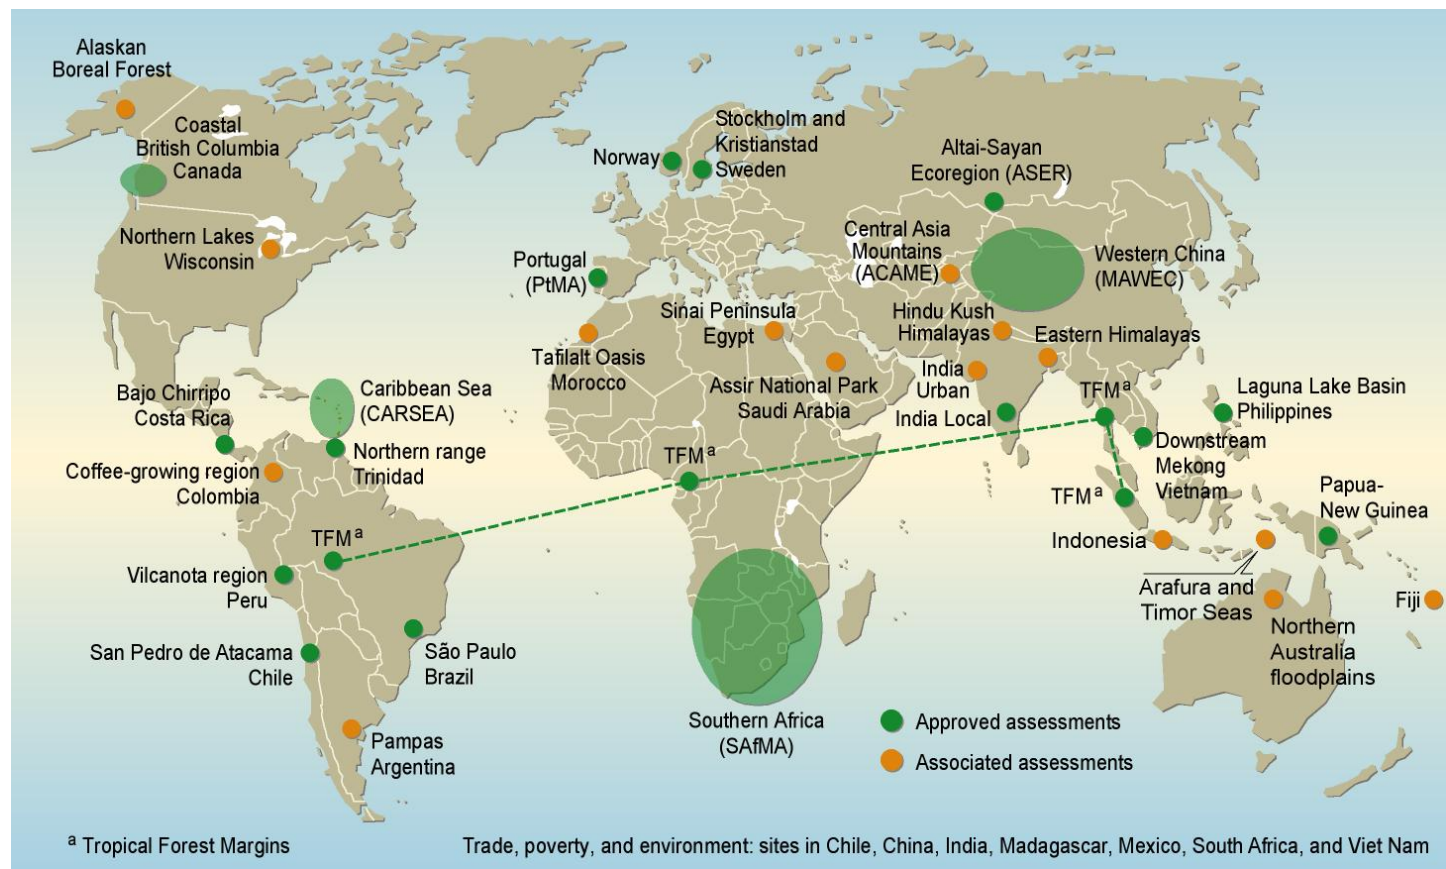 Alaskan
Boreal Forest
Coastal
British Columbia
Canada
Northern Lakes
Wisconsin
Stockholm and
Kristianstad
Sweden
Norway
Altai-Sayan
Ecoregion (ASER)
Central Asia
Mountains
(ACAME)
Western China
(MAWEC)
Portugal
(PtMA)
Sinai Peninsula
Egypt
Hindu Kush
Himalayas
Eastern Himalayas
Tafilalt Oasis
Morocco
Assir National Park
Saudi Arabia
India
Urban
India Local
TFM a
Laguna Lake Basin
Philippines
Bajo Chirripo
Costa Rica
Caribbean Sea
(CARSEA)
Northern range
Trinidad
Coffee-growing region
Colombia
TFM a
Downstream
Mekong
Vietnam
TFM a
Papua-
New Guinea
TFM a
Indonesia
Vilcanota region
Peru
Arafura and
Timor Seas
Fiji
Northern
Australia
floodplains
San Pedro de Atacama
Chile
São Paulo
Brazil
Southern Africa
(SAfMA)
Pampas
Argentina
Approved assessments
Associated assessments
a Tropical Forest Margins
Trade, poverty, and environment: sites in Chile, China, India, Madagascar, Mexico, South Africa, and Viet Nam